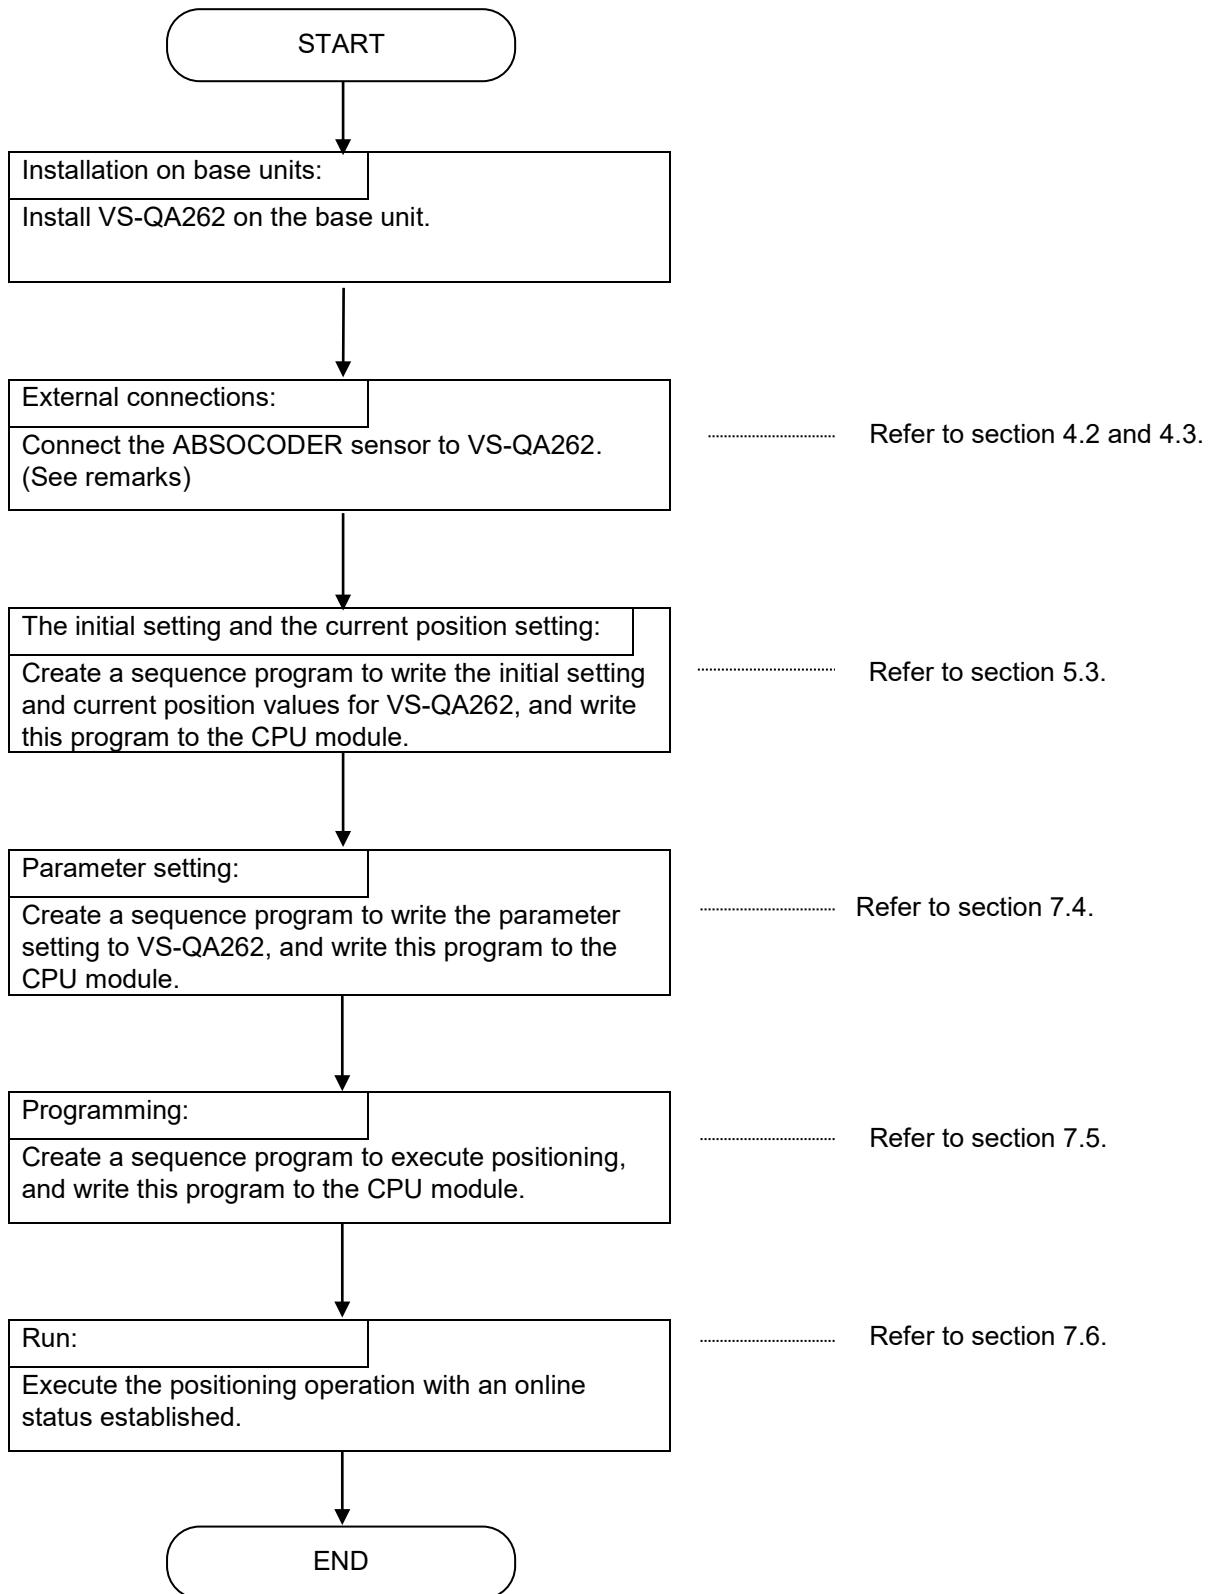 START
Installation on base units:
Install VS-QA262 on the base unit.
External connections:
Connect the ABSOCODER sensor to VS-QA262.
(See remarks)
Refer to section 4.2 and 4.3.
The initial setting and the current position setting:
Create a sequence program to write the initial setting
and current position values for VS-QA262, and write
this program to the CPU module.
Refer to section 5.3.
Parameter setting:
Create a sequence program to write the parameter
setting to VS-QA262, and write this program to the
CPU module.
Refer to section 7.4.
Programming:
Create a sequence program to execute positioning,
and write this program to the CPU module.
Refer to section 7.5.
Run:
Execute the positioning operation with an online
status established.
Refer to section 7.6.
END